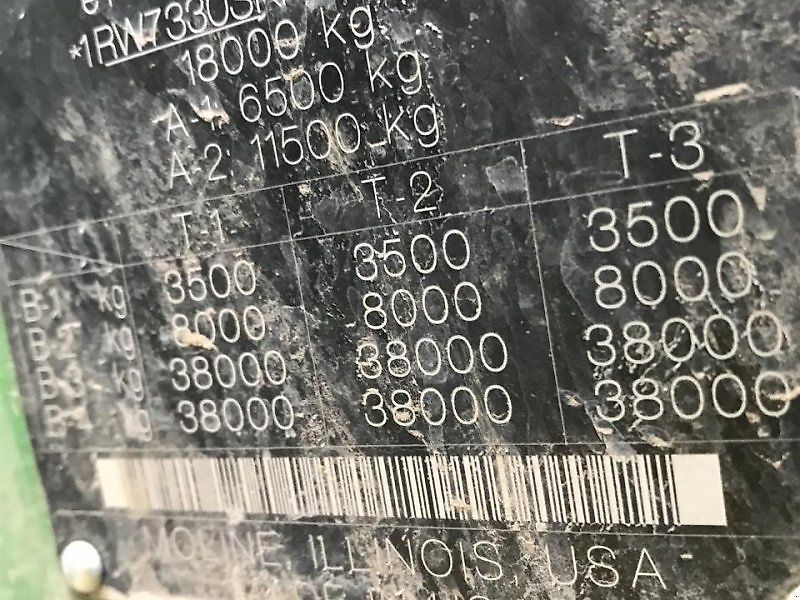 *1RW7330S
18000 kg
A-1: 6500 kg
A-2: 11500 kg
T-1 T-2 T-3
B-1 kg 3500 3500 3500
B-2 kg 8000 8000 8000
B-3 kg 38000 38000 38000
B-4 kg 38000 38000 38000
MOLINE, ILLINOIS, USA